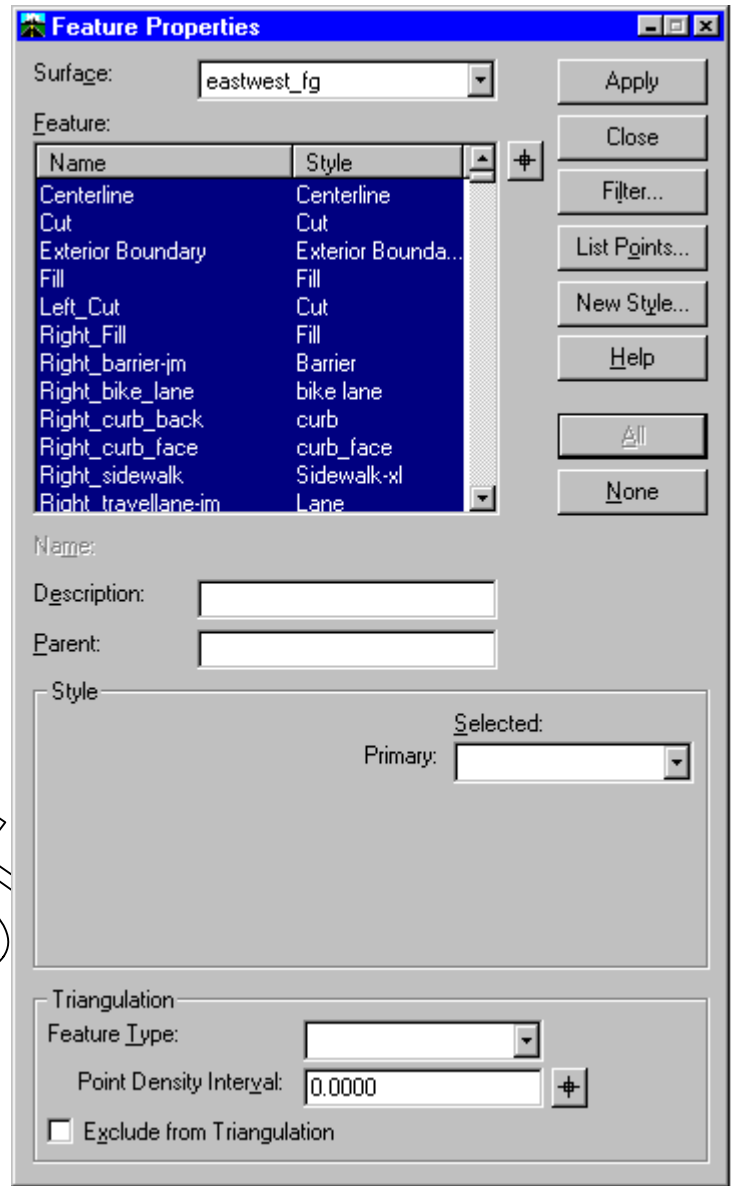 Feature Properties
Surface: eastwest_fg Apply
Feature: Close
Name Style
Centerline Centerline Filter...
Cut Cut
Exterior Boundary Exterior Bounda... List Points...
Fill Fill
Left_Cut Cut New Style...
Right_Fill Fill
Right_barrier-jm Barrier Help
Right_bike_lane bike lane
Right_curb_back curb
Right_curb_face curb_face All
Right_sidewalk Sidewalk-xl
Right_travellane-jm Lane None
Name:
Description:
Parent:
Style
Selected:
Primary:
Triangulation
Feature Type:
Point Density Interval: 0.0000
Exclude from Triangulation